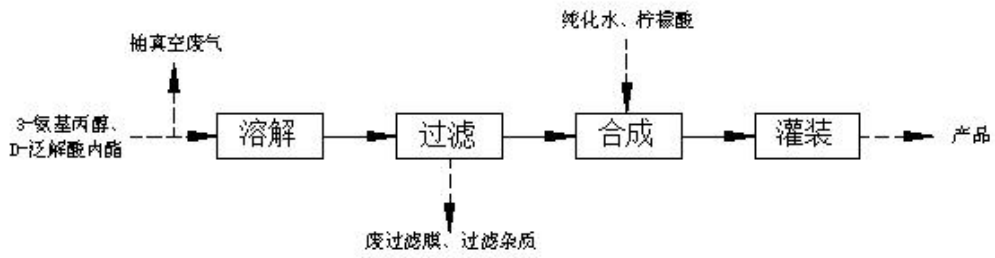 纯化水、柠檬酸
抽真空废气
3-氨基丙醇、
D-泛解酸内酯
溶解
过滤
合成
灌装
产品
废过滤膜、过滤杂质